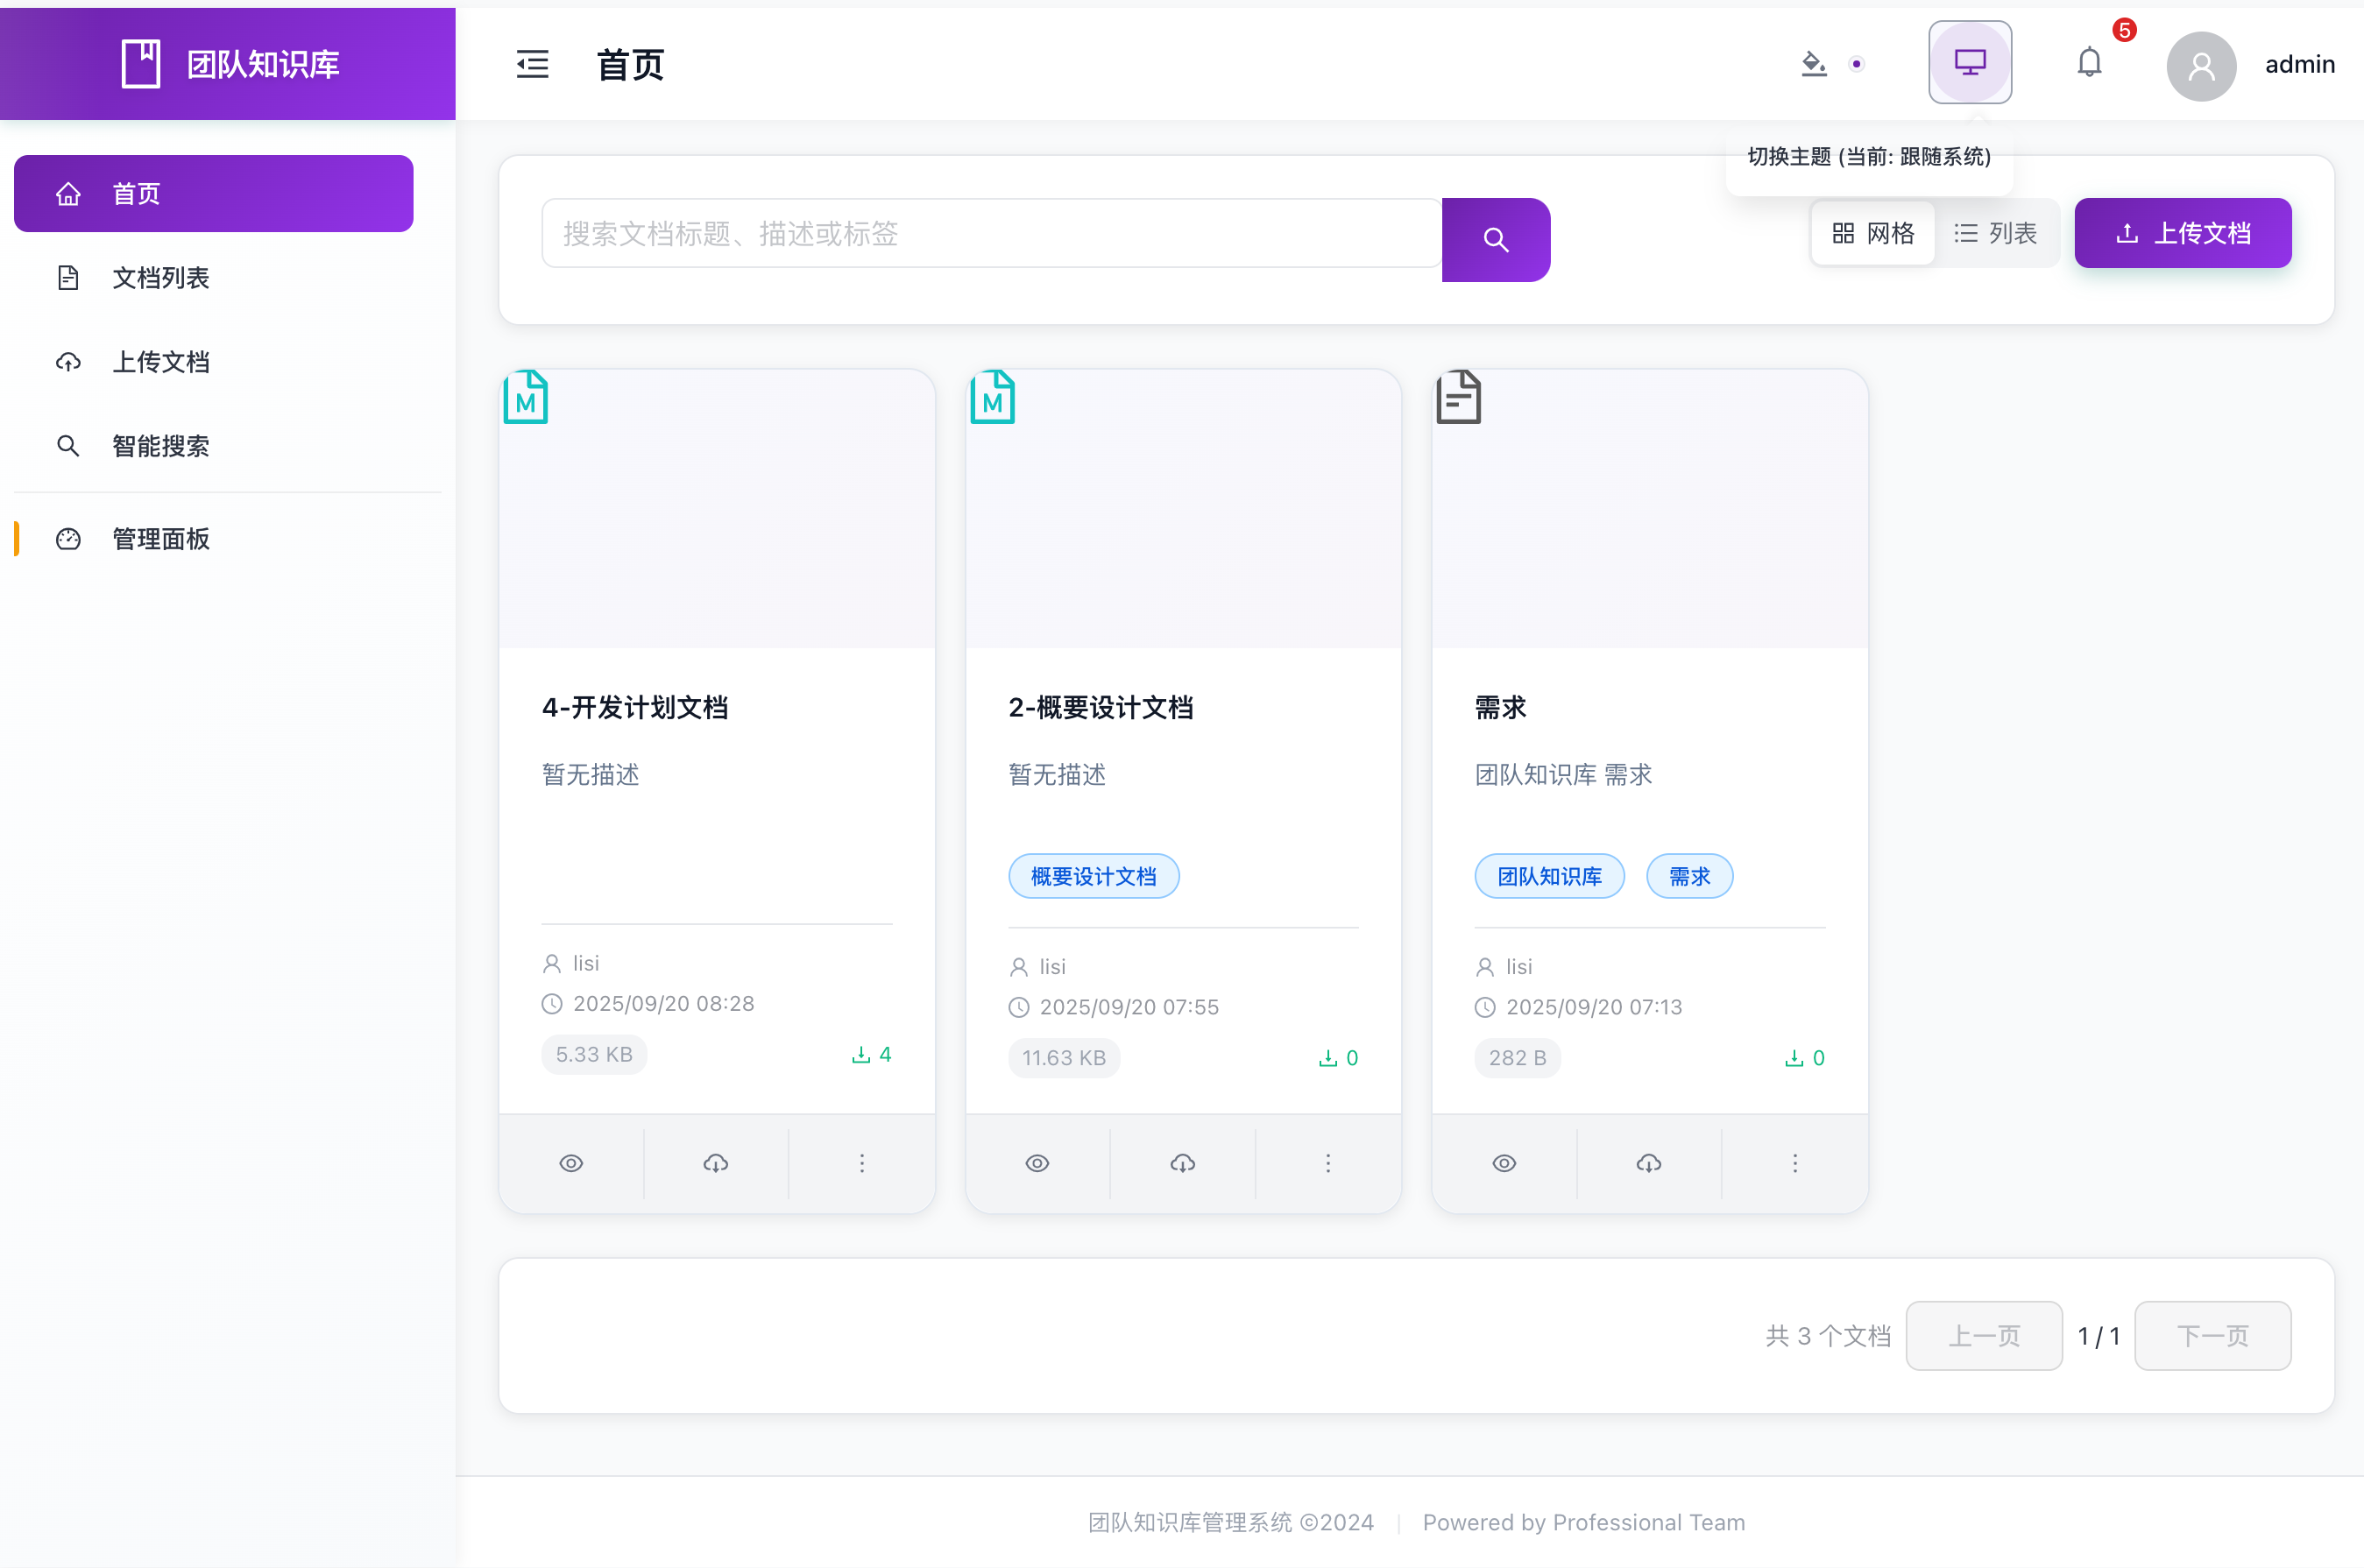 团队知识库
首页
5
admin
切换主题 (当前: 跟随系统)
首页
文档列表
上传文档
智能搜索
管理面板
搜索文档标题、描述或标签
网格
列表
上传文档
M
4-开发计划文档
暂无描述
lisi
2025/09/20 08:28
5.33 KB
4
M
2-概要设计文档
暂无描述
概要设计文档
lisi
2025/09/20 07:55
11.63 KB
0
需求
团队知识库 需求
团队知识库
需求
lisi
2025/09/20 07:13
282 B
0
共 3 个文档
上一页
1 / 1
下一页
团队知识库管理系统 ©2024 | Powered by Professional Team